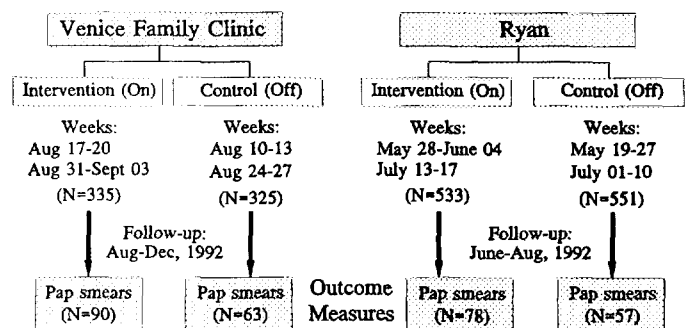 Venice Family Clinic
Ryan
Intervention (On)
Control (Off)
Intervention (On)
Control (Off)
Weeks:
Aug 17-20
Aug 31-Sept 03
(N=335)
Weeks:
Aug 10-13
Aug 24-27
(N=325)
Weeks:
May 28-June 04
July 13-17
(N=533)
Weeks:
May 19-27
July 01-10
(N=551)
Follow-up:
Aug-Dec, 1992
Follow-up:
June-Aug, 1992
Pap smears
(N=90)
Pap smears
(N=63)
Outcome
Measures
Pap smears
(N=78)
Pap smears
(N=57)